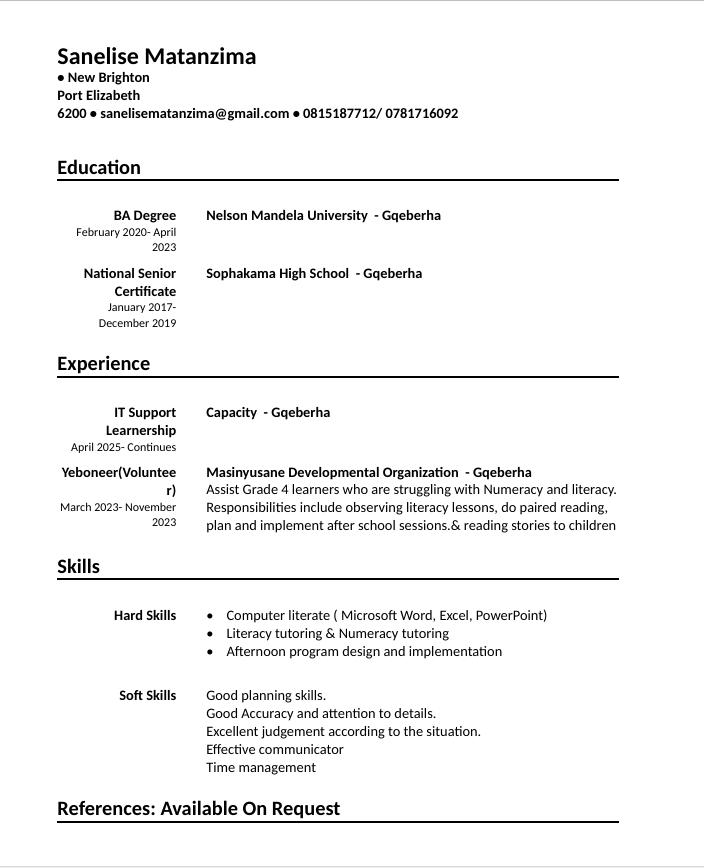 Sanelise Matanzima
● New Brighton
Port Elizabeth
6200 ● sanelisematanzima@gmail.com ● 0815187712/ 0781716092
Education
BA Degree
February 2020- April
2023
Nelson Mandela University  - Gqeberha
National Senior
Certificate
January 2017-
December 2019
Sophakama High School  - Gqeberha
Experience
IT Support
Learnership
April 2025- Continues
Capacity  - Gqeberha
Yeboneer(Voluntee
r)
March 2023- November
2023
Masinyusane Developmental Organization  - Gqeberha
Assist Grade 4 learners who are struggling with Numeracy and literacy.
Responsibilities include observing literacy lessons, do paired reading,
plan and implement after school sessions.& reading stories to children
Skills
Hard Skills
● Computer literate ( Microsoft Word, Excel, PowerPoint)
● Literacy tutoring & Numeracy tutoring
● Afternoon program design and implementation
Soft Skills
Good planning skills.
Good Accuracy and attention to details.
Excellent judgement according to the situation.
Effective communicator
Time management
References: Available On Request